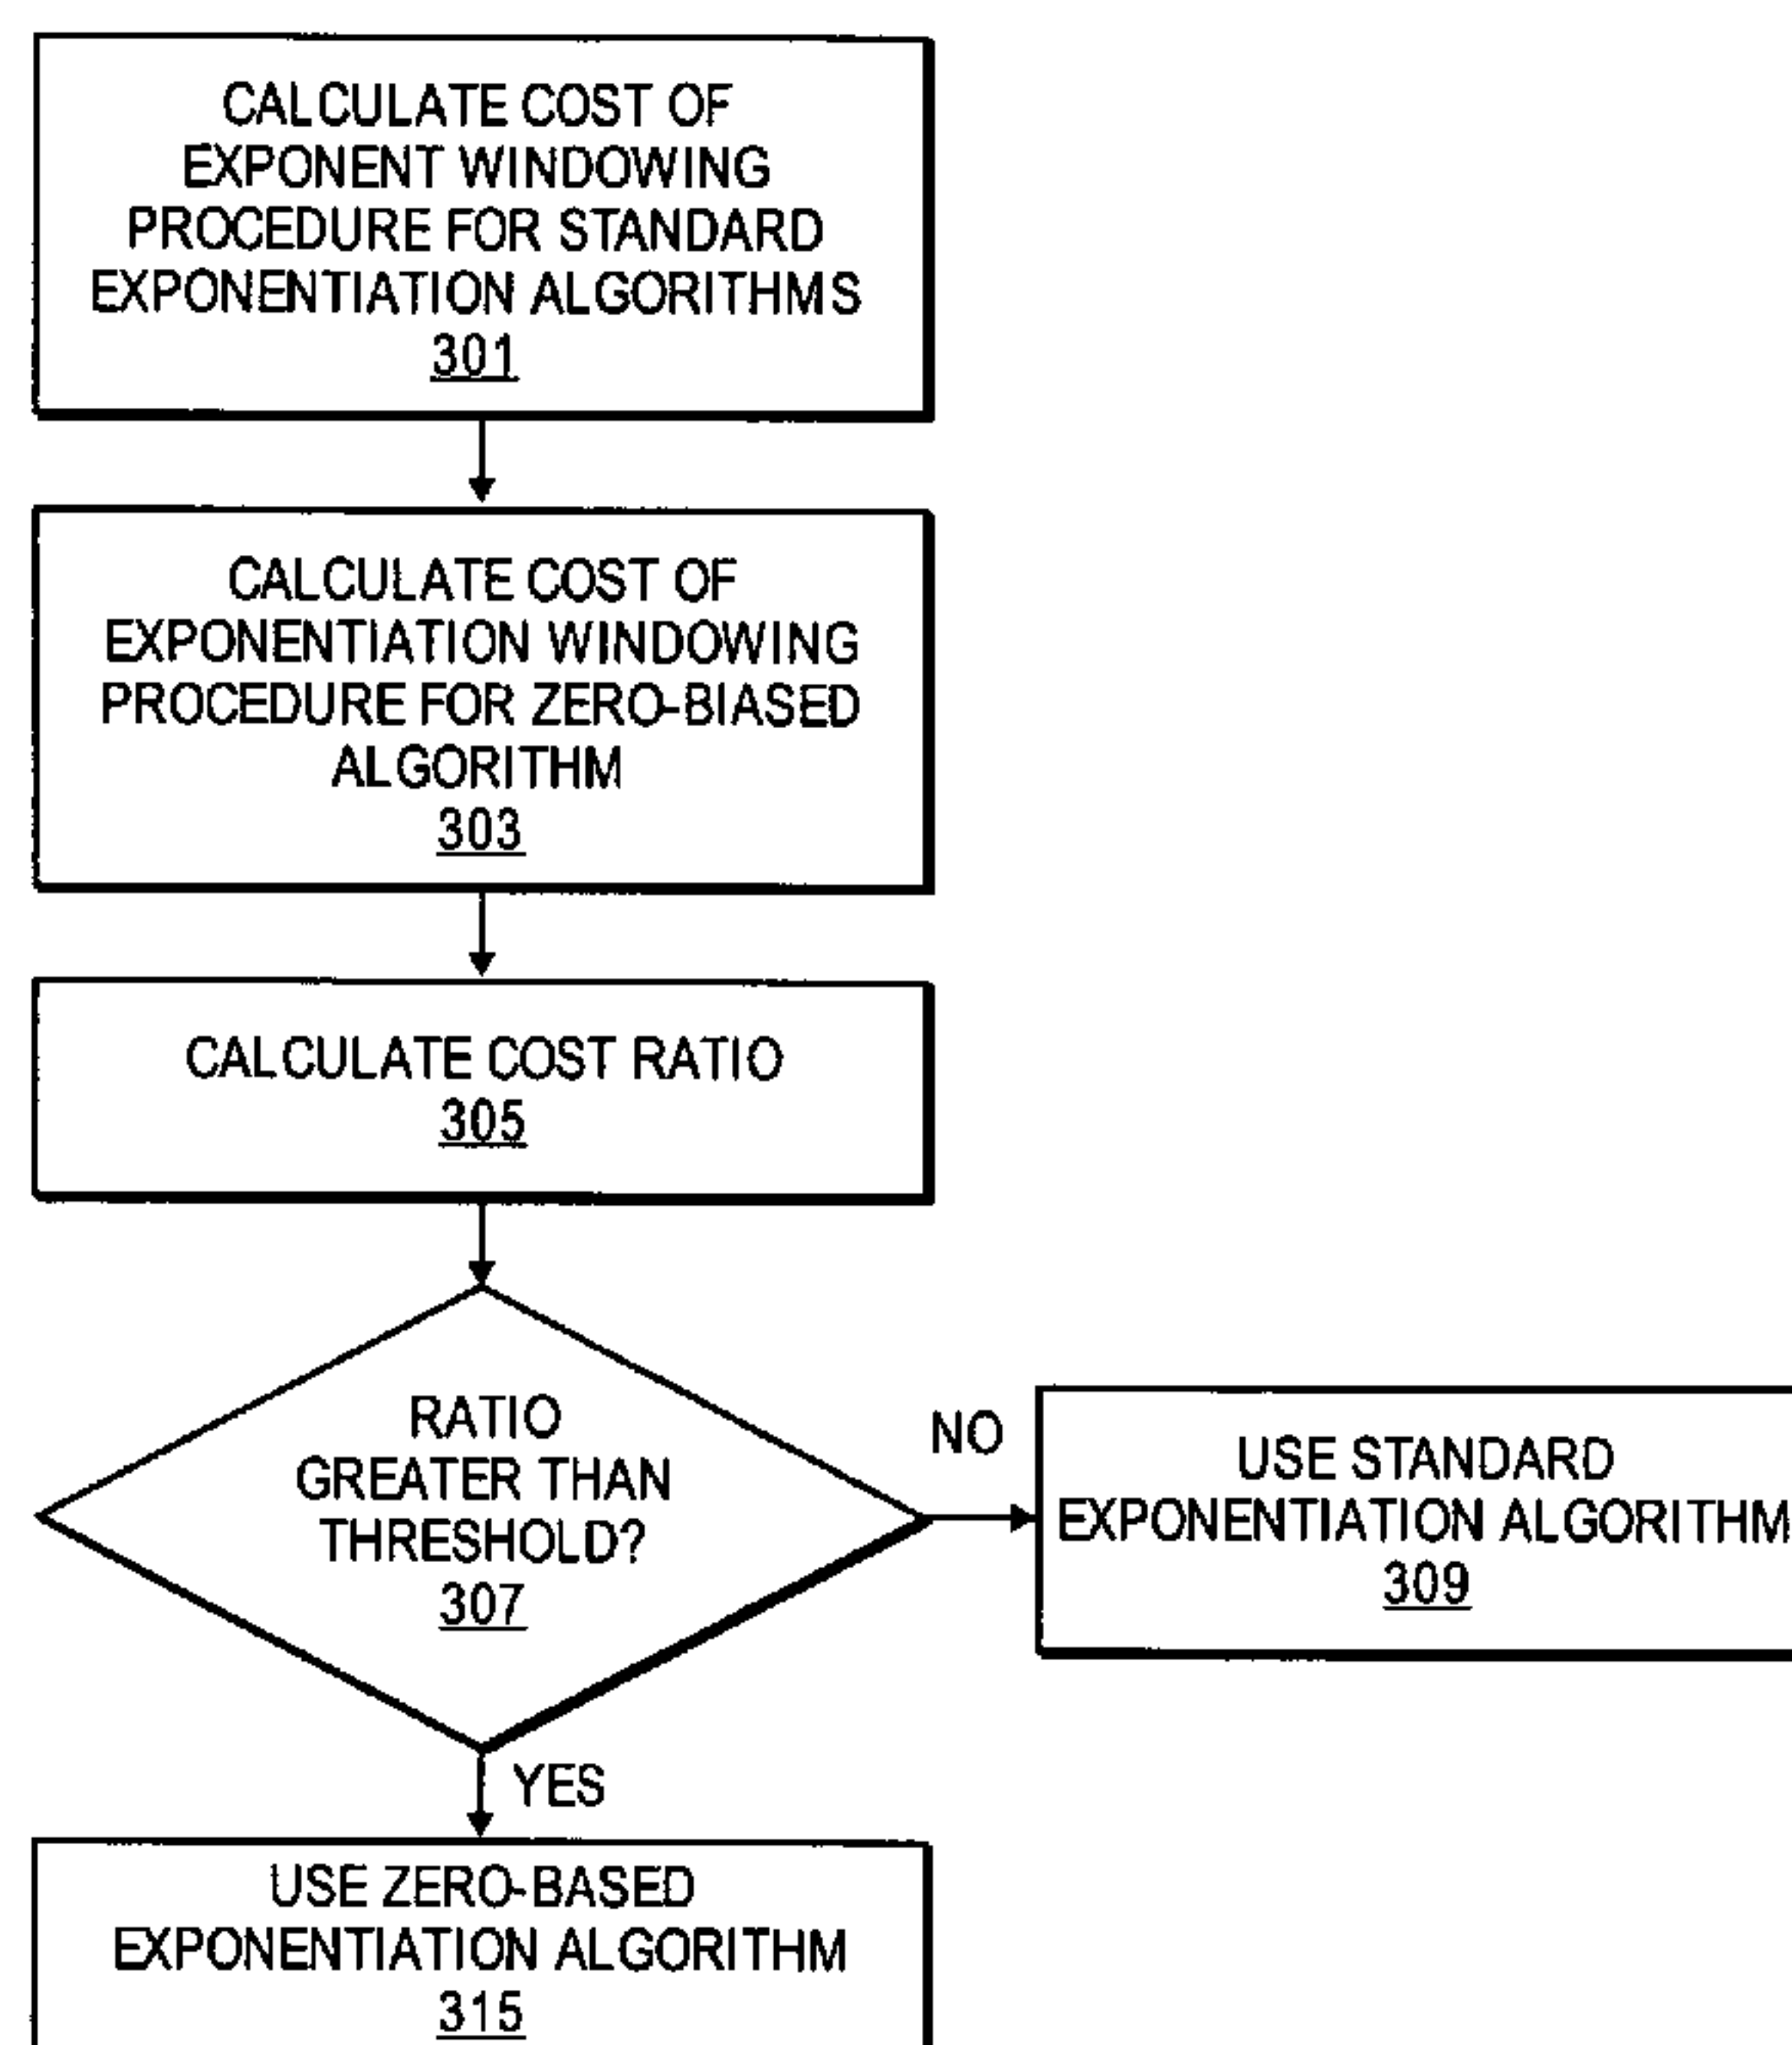 CALCULATE COST OF
EXPONENT WINDOWING
PROCEDURE FOR STANDARD
EXPONENTIATION ALGORITHMS
301
CALCULATE COST OF
EXPONENTIATION WINDOWING
PROCEDURE FOR ZERO-BIASED
ALGORITHM
303
CALCULATE COST RATIO
305
RATIO
GREATER THAN
THRESHOLD?
307
NO
USE STANDARD
EXPONENTIATION ALGORITHM
309
YES
USE ZERO-BASED
EXPONENTIATION ALGORITHM
315